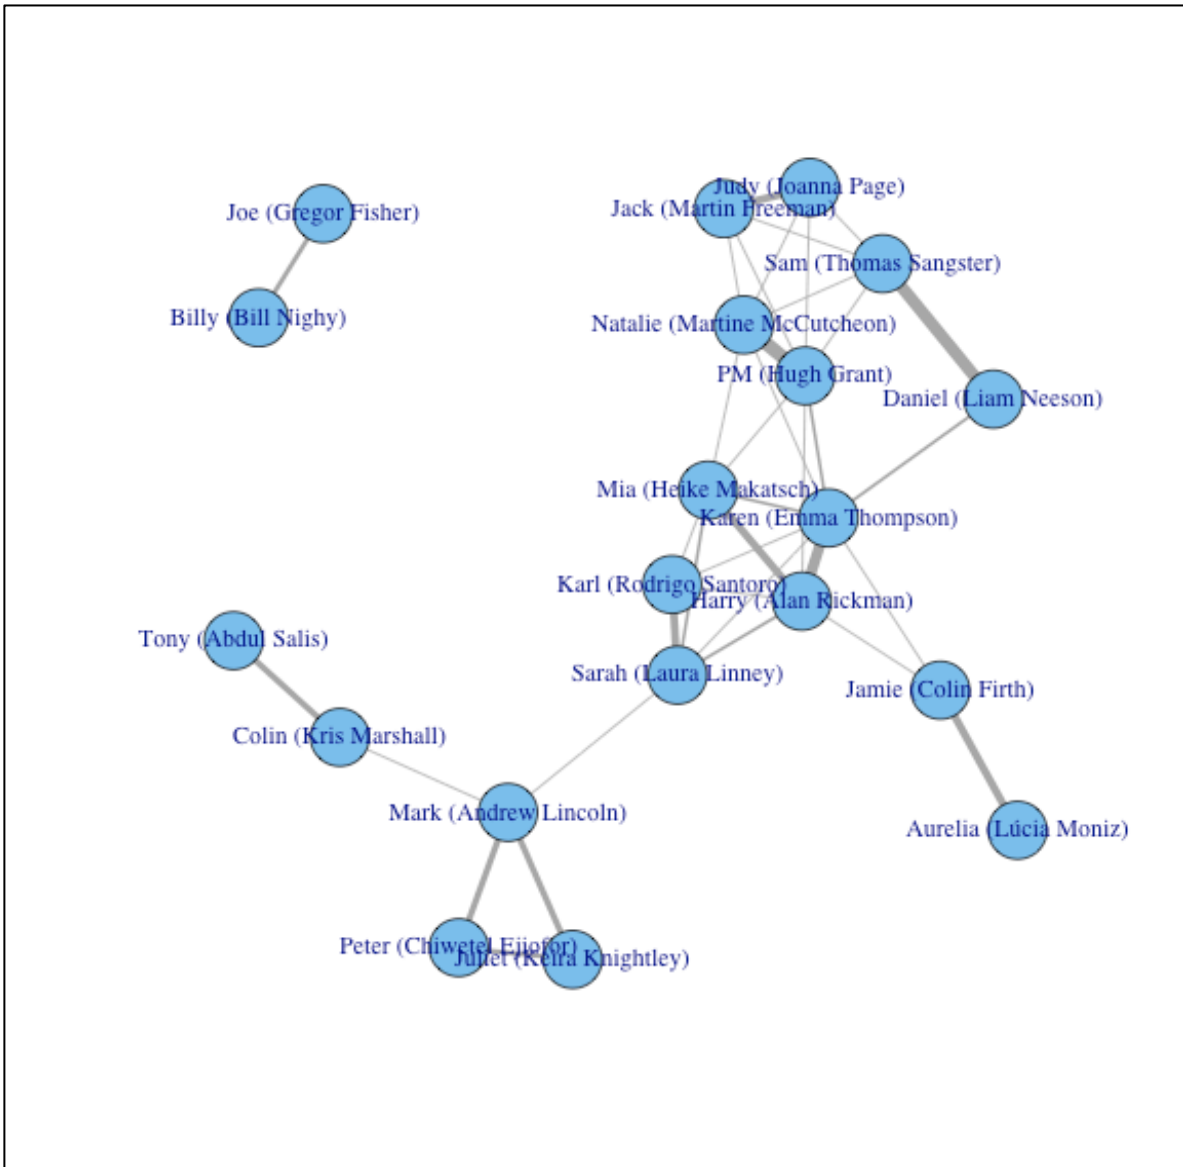 Judy (Joanna Page)
Jack (Martin Freeman)
Joe (Gregor Fisher)
Sam (Thomas Sangster)
Billy (Bill Nighy)
Natalie (Martine McCutcheon)
PM (Hugh Grant)
Daniel (Liam Neeson)
Mia (Heike Makatsch)
Karen (Emma Thompson)
Karl (Rodrigo Santoro)
Harry (Alan Rickman)
Tony (Abdul Salis)
Sarah (Laura Linney)
Jamie (Colin Firth)
Colin (Kris Marshall)
Mark (Andrew Lincoln)
Aurelia (Lúcia Moniz)
Peter (Chiwetel Ejiofor)
Juliet (Keira Knightley)